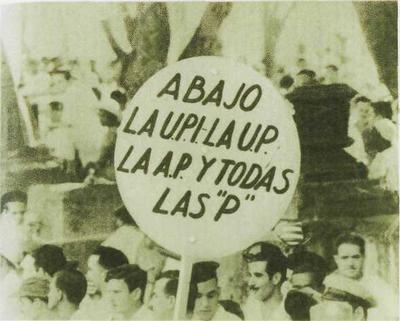 ABAJO
LA U.P.I.-LA U.P.
LA A.P. Y TODAS
LAS "P"